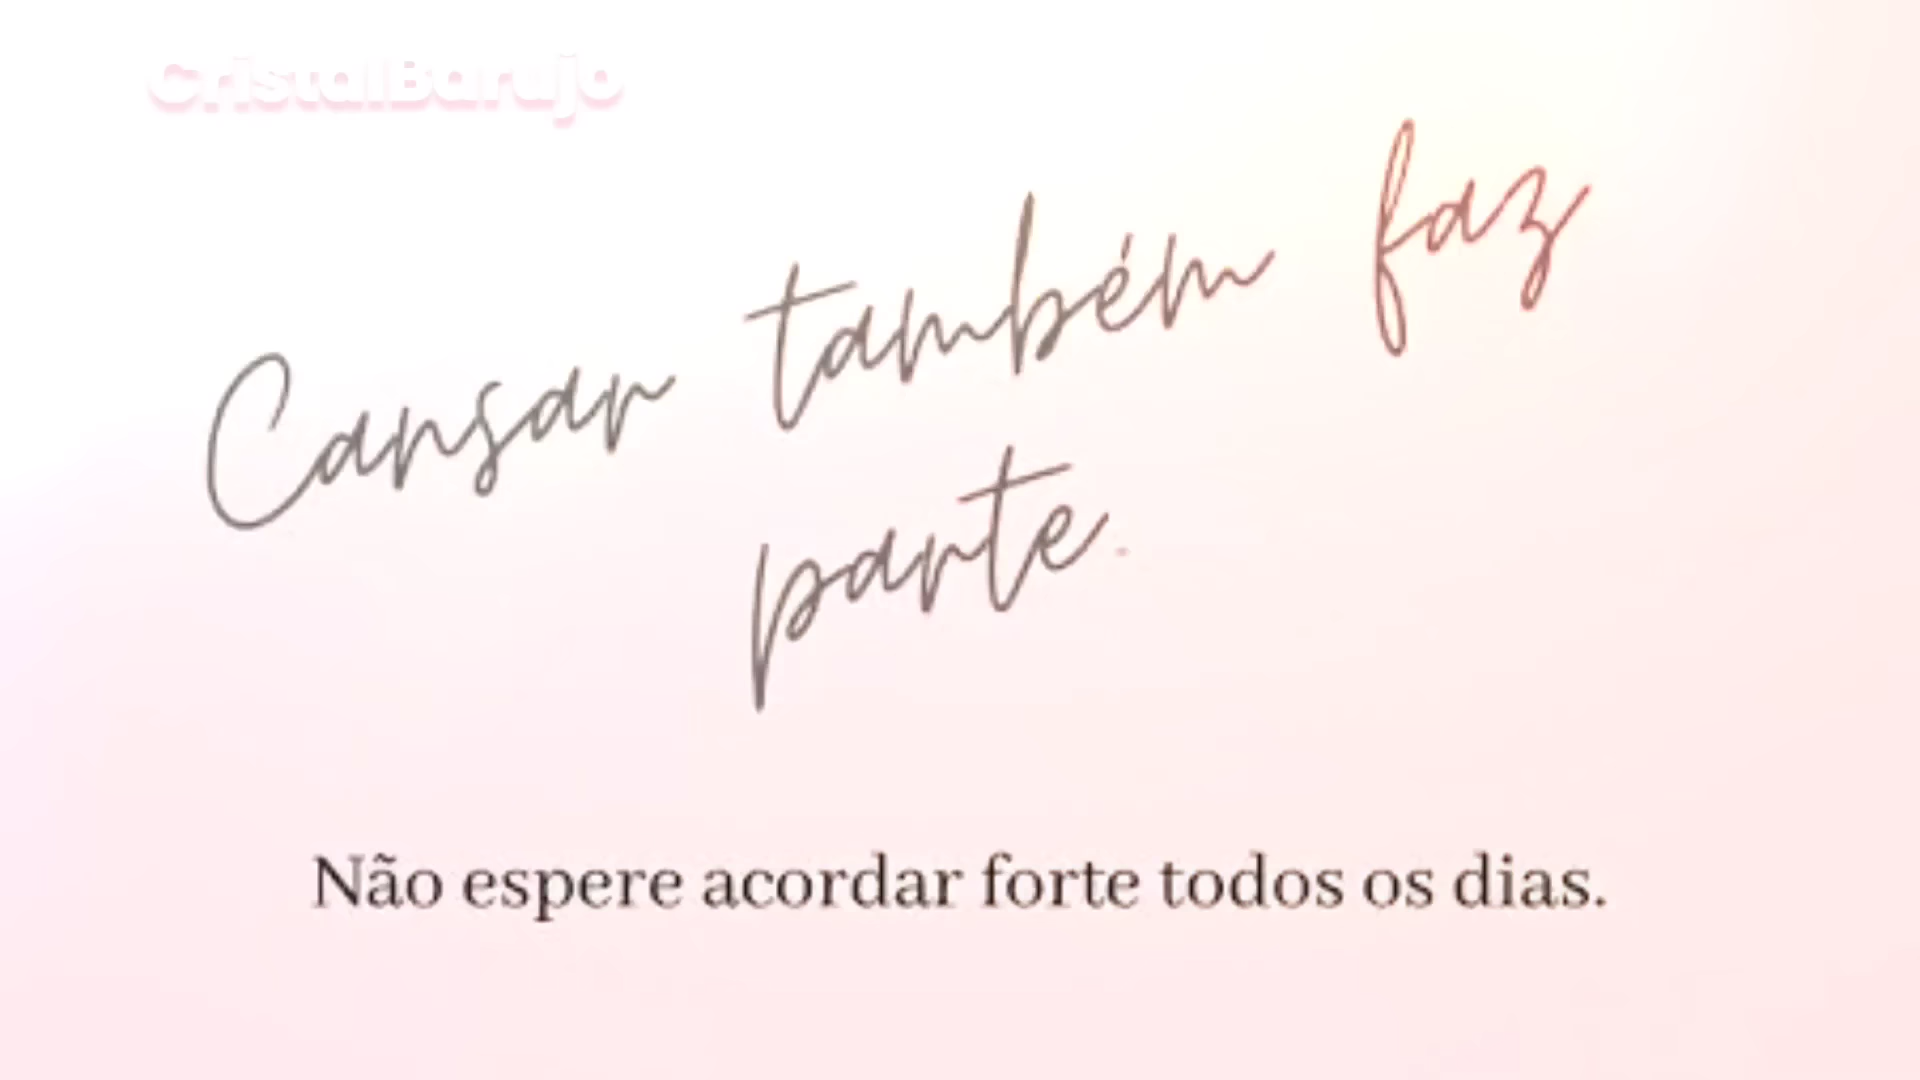 CristalBarujo
Cansar também faz
parte.
Não espere acordar forte todos os dias.